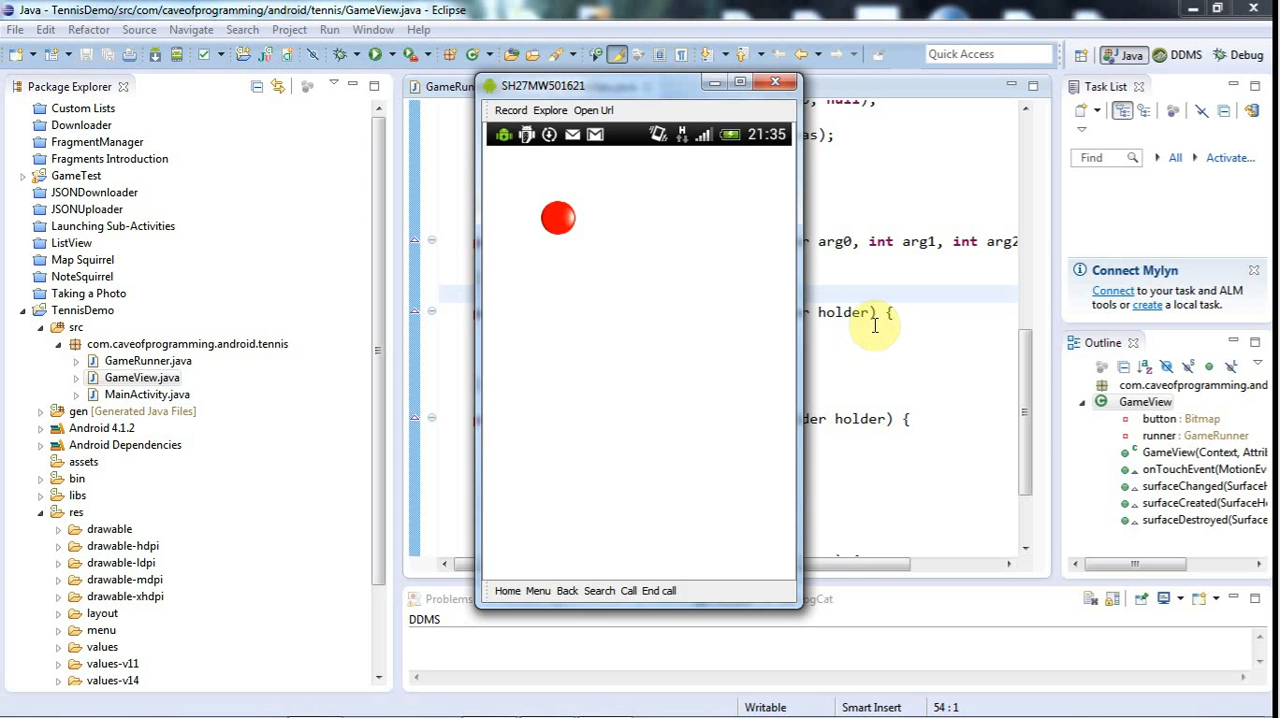 Java - TennisDemo/src/com/caveofprogramming/android/tennis/GameView.java - Eclipse
File Edit Refactor Source Navigate Search Project Run Window Help
Quick Access Java DDMS Debug
Package Explorer
Custom Lists
Downloader
FragmentManager
Fragments Introduction
GameTest
JSONDownloader
JSONUploader
Launching Sub-Activities
ListView
Map Squirrel
NoteSquirrel
Taking a Photo
TennisDemo
src
com.caveofprogramming.android.tennis
GameRunner.java
GameView.java
MainActivity.java
gen [Generated Java Files]
Android 4.1.2
Android Dependencies
assets
bin
libs
res
drawable
drawable-hdpi
drawable-ldpi
drawable-mdpi
drawable-xhdpi
layout
menu
values
values-v11
values-v14
GameRun
null);
as);
arg0, int arg1, int arg2
holder) {
der holder) {
SH27MW501621
Record Explore Open Url
H 21:35
Home Menu Back Search Call End call
Task List
Find All Activate...
Connect Mylyn
Connect to your task and ALM
tools or create a local task.
Outline
com.caveofprogramming.and
GameView
button : Bitmap
runner : GameRunner
GameView(Context, Attrib
onTouchEvent(MotionEv
surfaceChanged(SurfaceH
surfaceCreated(SurfaceHo
surfaceDestroyed(Surface
Problems
gCat
DDMS
Writable Smart Insert 54 : 1